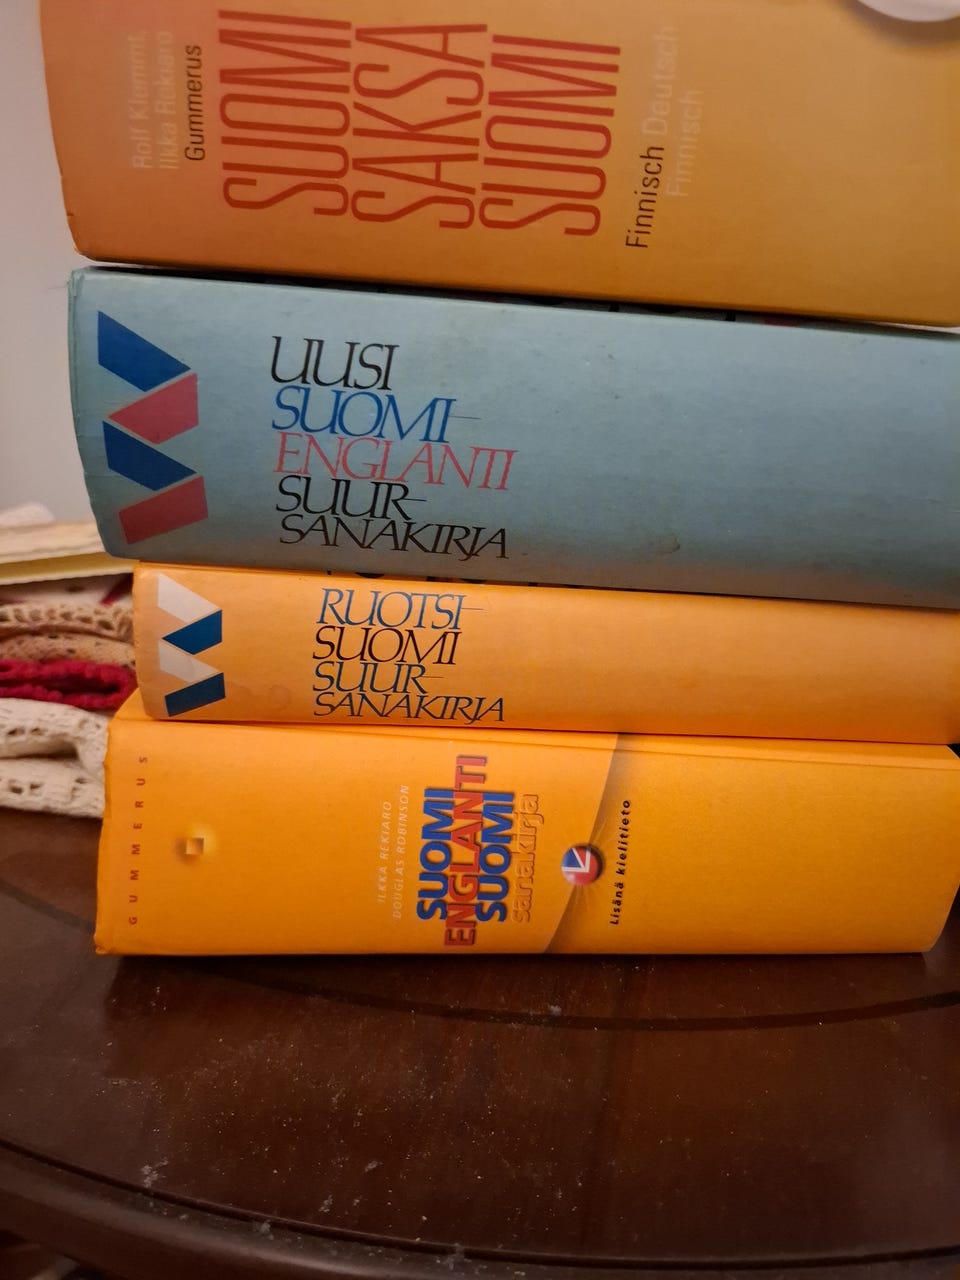 Rolf Klemmt,
Ilkka Rekiaro
Gummerus
SUOMI
SAKSA
SUOMI
Finnisch Deutsch
Finnisch
UUSI
SUOMI–
ENGLANTI
SUUR–
SANAKIRJA
RUOTSI–
SUOMI
SUUR–
SANAKIRJA
GUMMERUS
ILKKA REKIARO
DOUGLAS ROBINSON
SUOMI
ENGLANTI
SUOMI
sanakirja
Lisänä kielitieto